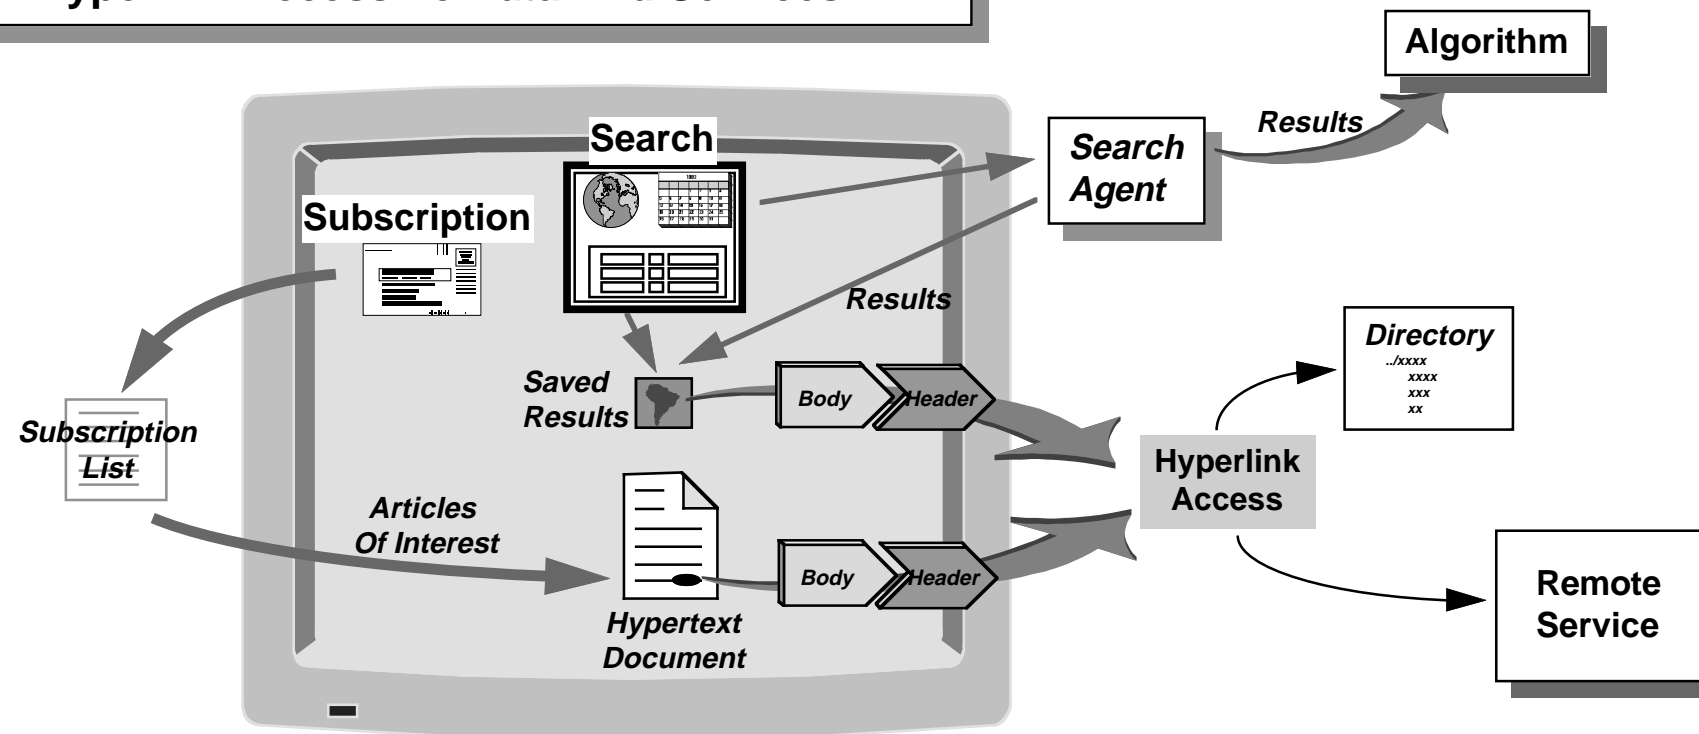 Algorithm
Results
Search
Search
Agent
1992
Subscription
Results
Directory
../xxxx
xxxx
xxx
xx
Saved
Results
Body
Header
Subscription
List
Hyperlink
Access
Articles
Of Interest
Body
Header
Remote
Service
Hypertext
Document